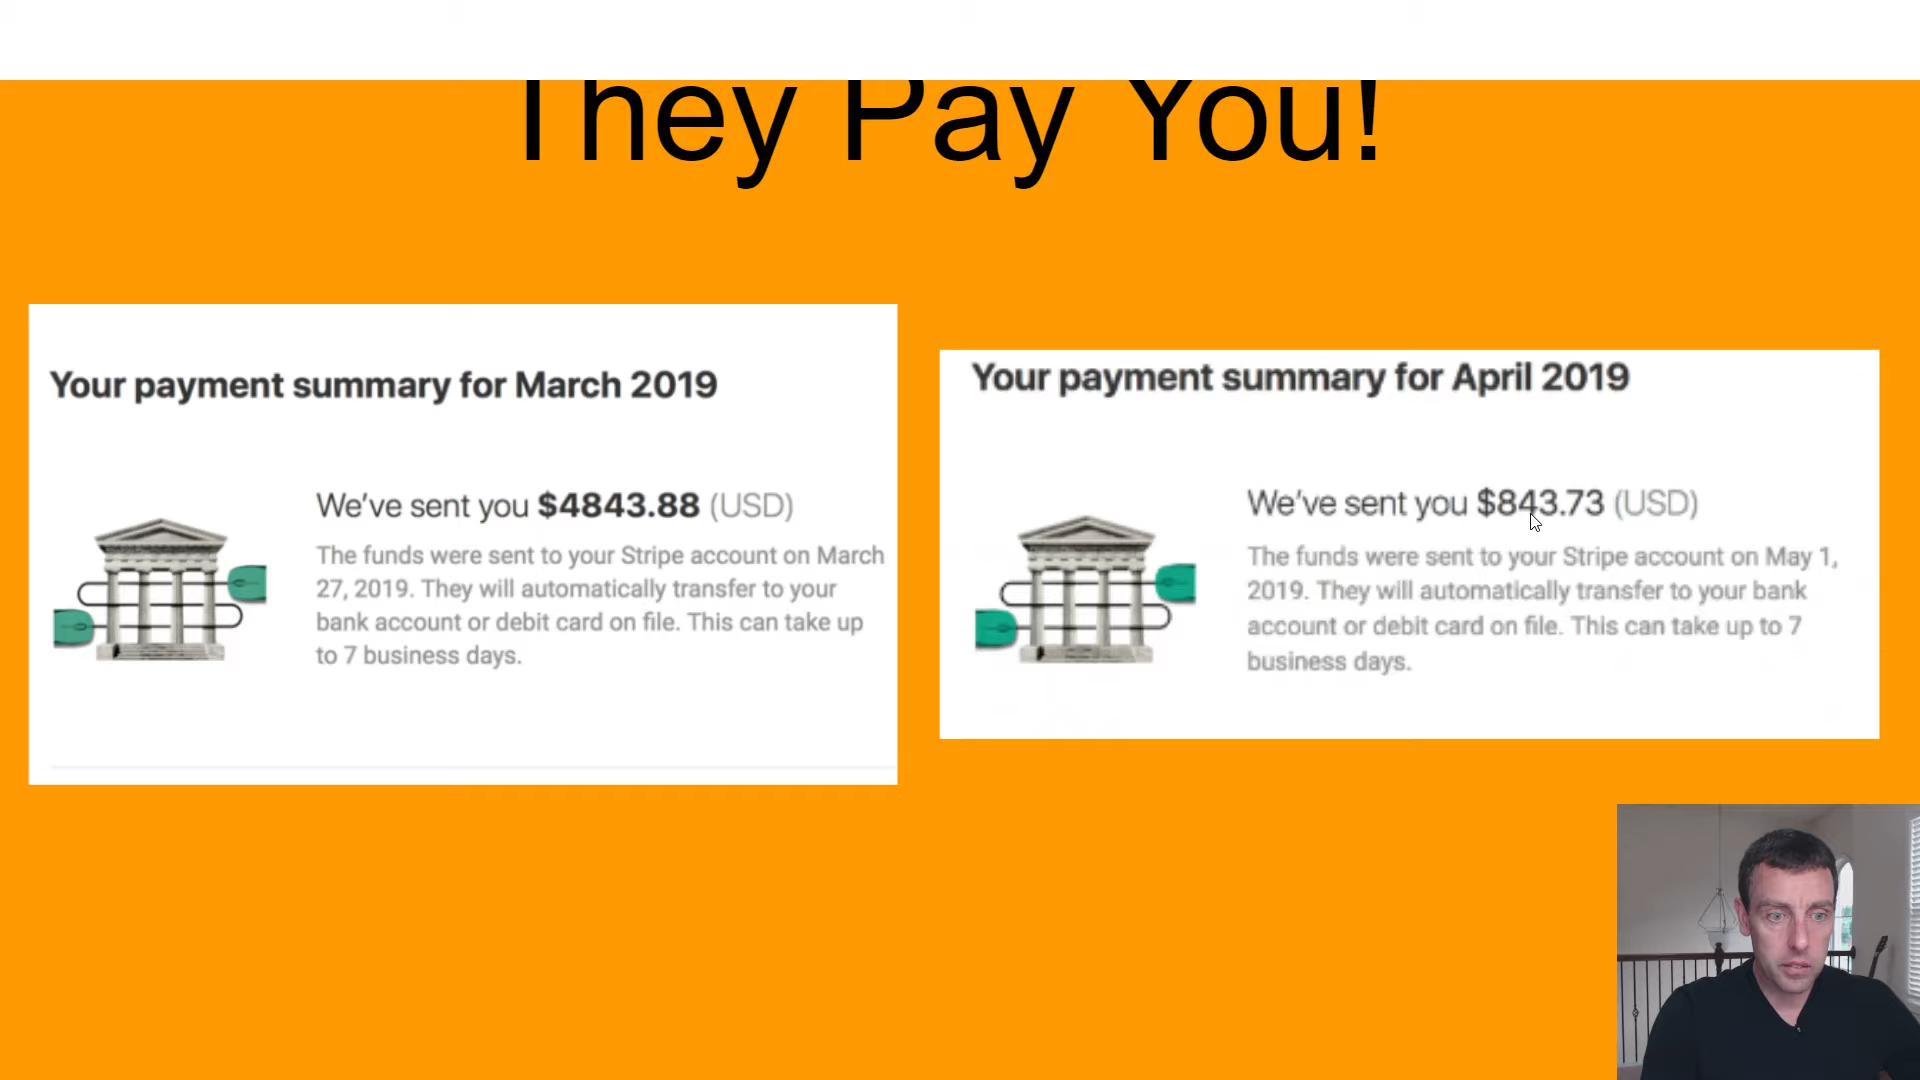 They Pay You!
Your payment summary for March 2019
We've sent you $4843.88 (USD)
The funds were sent to your Stripe account on March
27, 2019. They will automatically transfer to your
bank account or debit card on file. This can take up
to 7 business days.
Your payment summary for April 2019
We've sent you $843.73 (USD)
The funds were sent to your Stripe account on May 1,
2019. They will automatically transfer to your bank
account or debit card on file. This can take up to 7
business days.